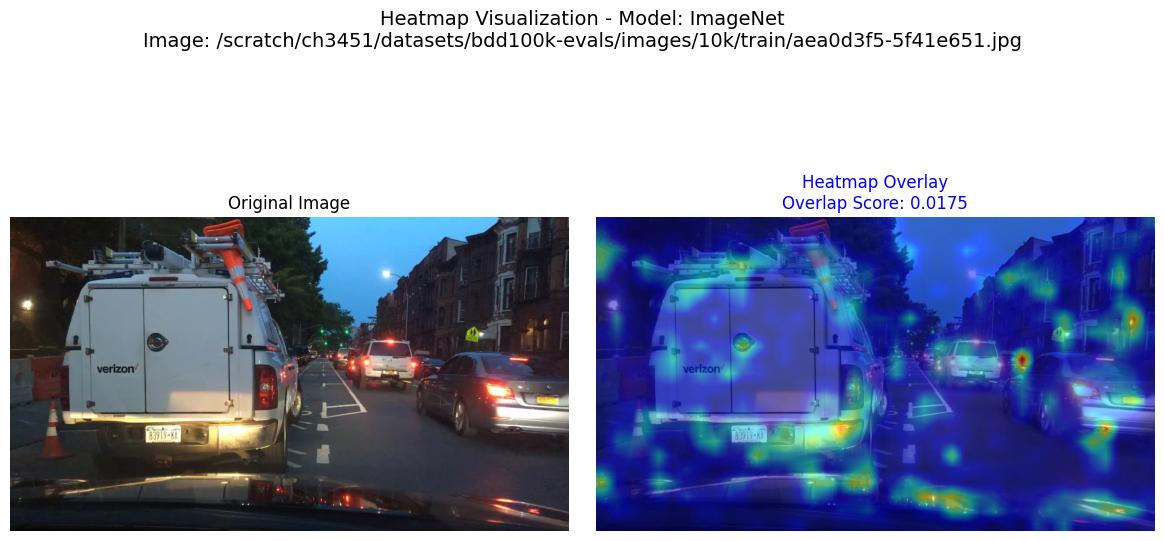 Heatmap Visualization - Model: ImageNet
Image: /scratch/ch3451/datasets/bdd100k-evals/images/10k/train/aea0d3f5-5f41e651.jpg
Original Image
Heatmap Overlay
Overlap Score: 0.0175
verizon
verizon